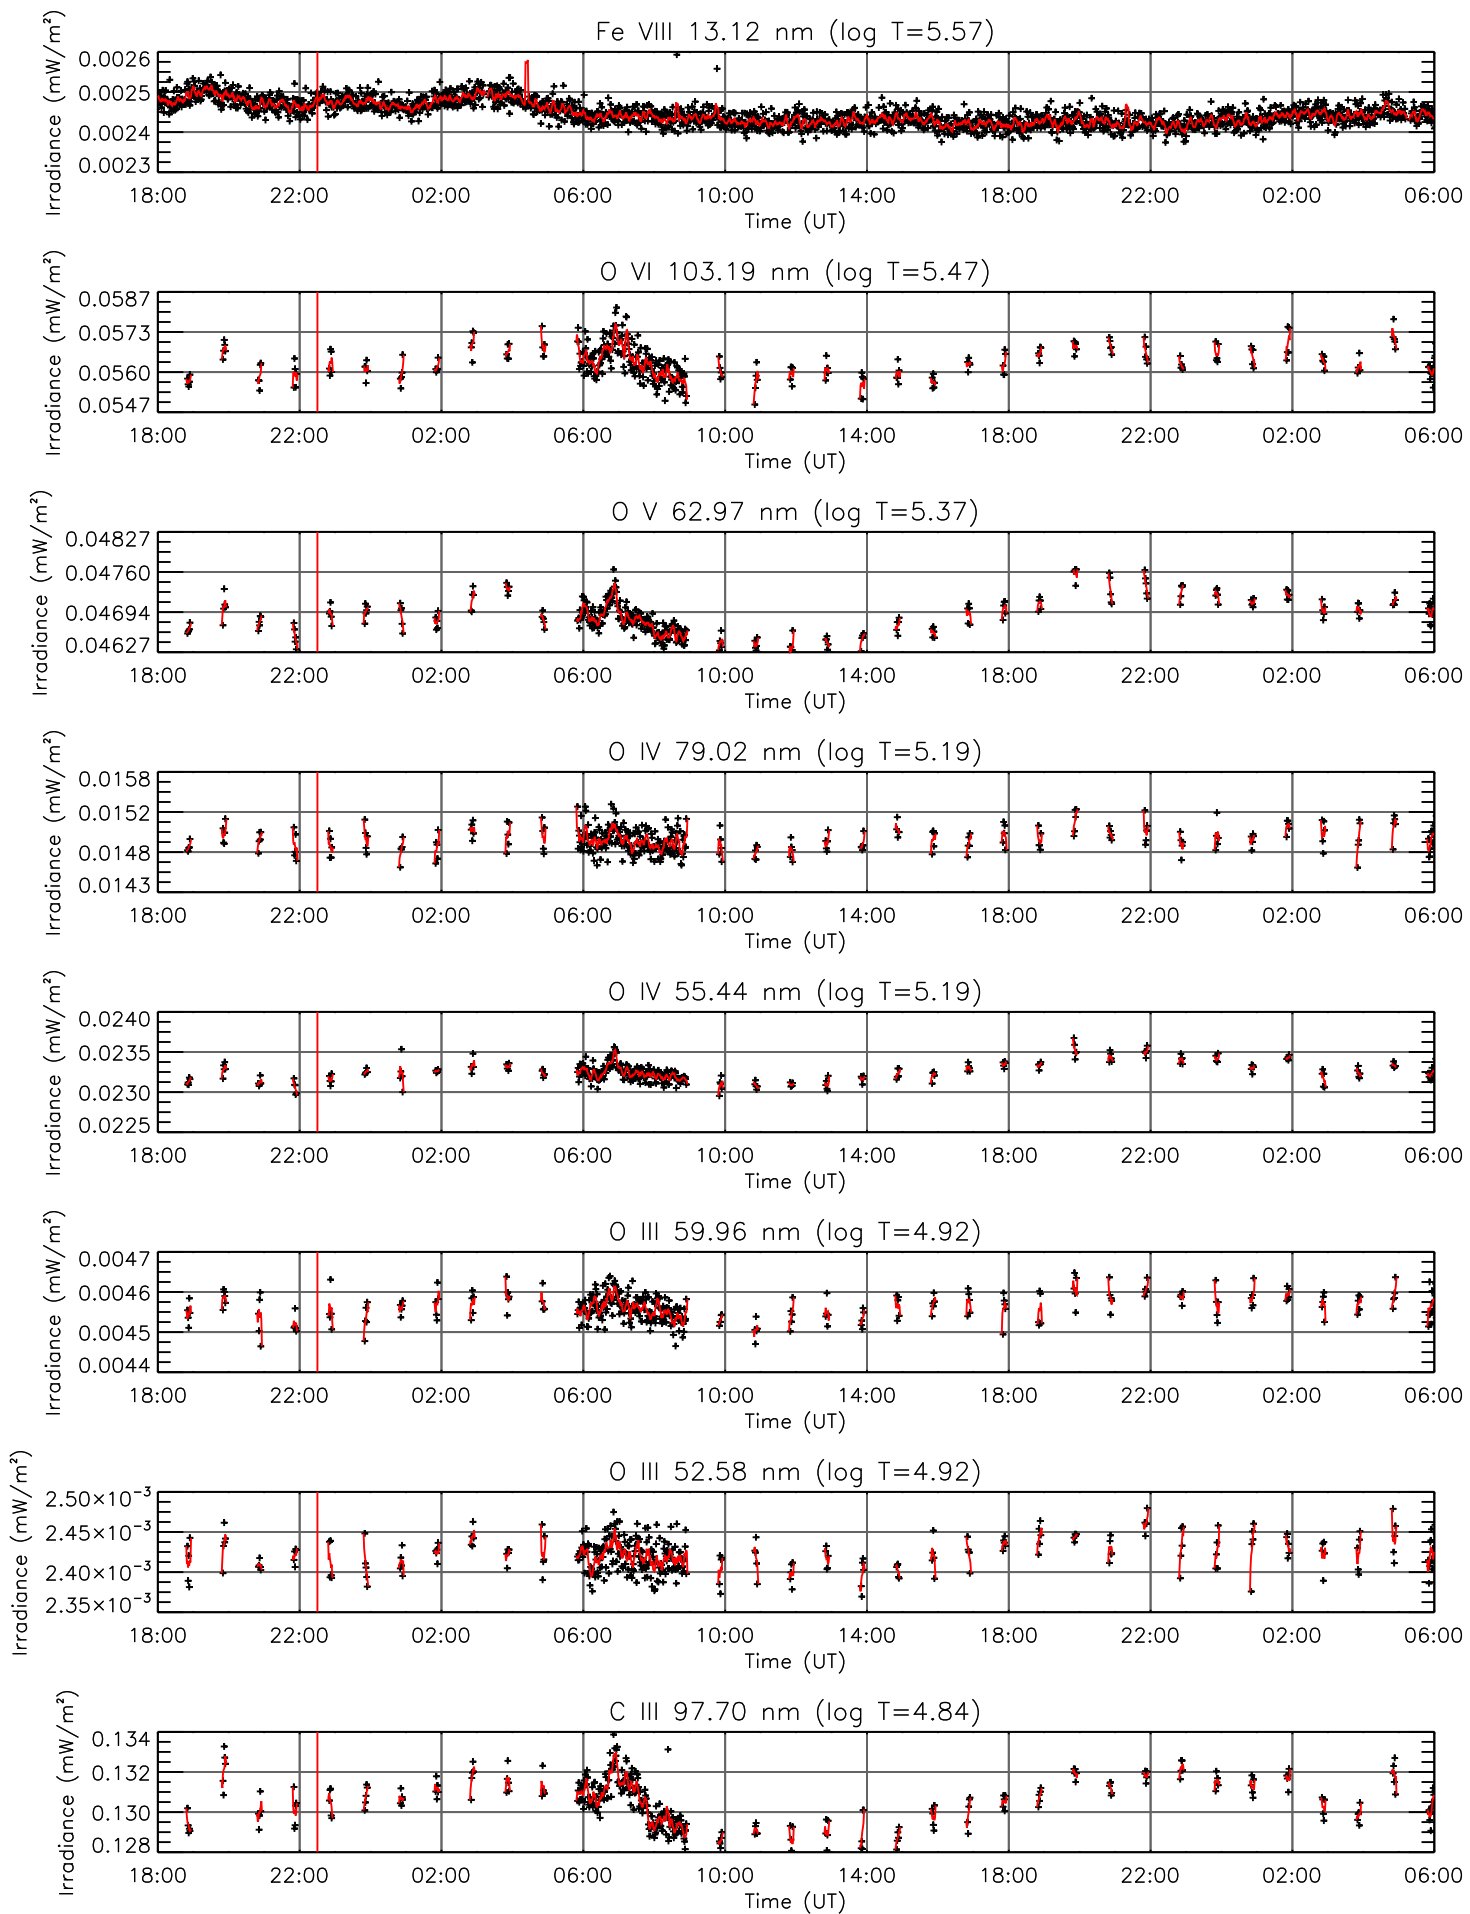 Fe VIII 13.12 nm (log T=5.57)
Irradiance (mW/m²)
0.0026
0.0025
0.0024
0.0023
18:00 22:00 02:00 06:00 10:00 14:00 18:00 22:00 02:00 06:00
Time (UT)
O VI 103.19 nm (log T=5.47)
Irradiance (mW/m²)
0.0587
0.0573
0.0560
0.0547
18:00 22:00 02:00 06:00 10:00 14:00 18:00 22:00 02:00 06:00
Time (UT)
O V 62.97 nm (log T=5.37)
Irradiance (mW/m²)
0.04827
0.04760
0.04694
0.04627
18:00 22:00 02:00 06:00 10:00 14:00 18:00 22:00 02:00 06:00
Time (UT)
O IV 79.02 nm (log T=5.19)
Irradiance (mW/m²)
0.0158
0.0152
0.0148
0.0143
18:00 22:00 02:00 06:00 10:00 14:00 18:00 22:00 02:00 06:00
Time (UT)
O IV 55.44 nm (log T=5.19)
Irradiance (mW/m²)
0.0240
0.0235
0.0230
0.0225
18:00 22:00 02:00 06:00 10:00 14:00 18:00 22:00 02:00 06:00
Time (UT)
O III 59.96 nm (log T=4.92)
Irradiance (mW/m²)
0.0047
0.0046
0.0045
0.0044
18:00 22:00 02:00 06:00 10:00 14:00 18:00 22:00 02:00 06:00
Time (UT)
O III 52.58 nm (log T=4.92)
Irradiance (mW/m²)
2.50×10⁻³
2.45×10⁻³
2.40×10⁻³
2.35×10⁻³
18:00 22:00 02:00 06:00 10:00 14:00 18:00 22:00 02:00 06:00
Time (UT)
C III 97.70 nm (log T=4.84)
Irradiance (mW/m²)
0.134
0.132
0.130
0.128
18:00 22:00 02:00 06:00 10:00 14:00 18:00 22:00 02:00 06:00
Time (UT)